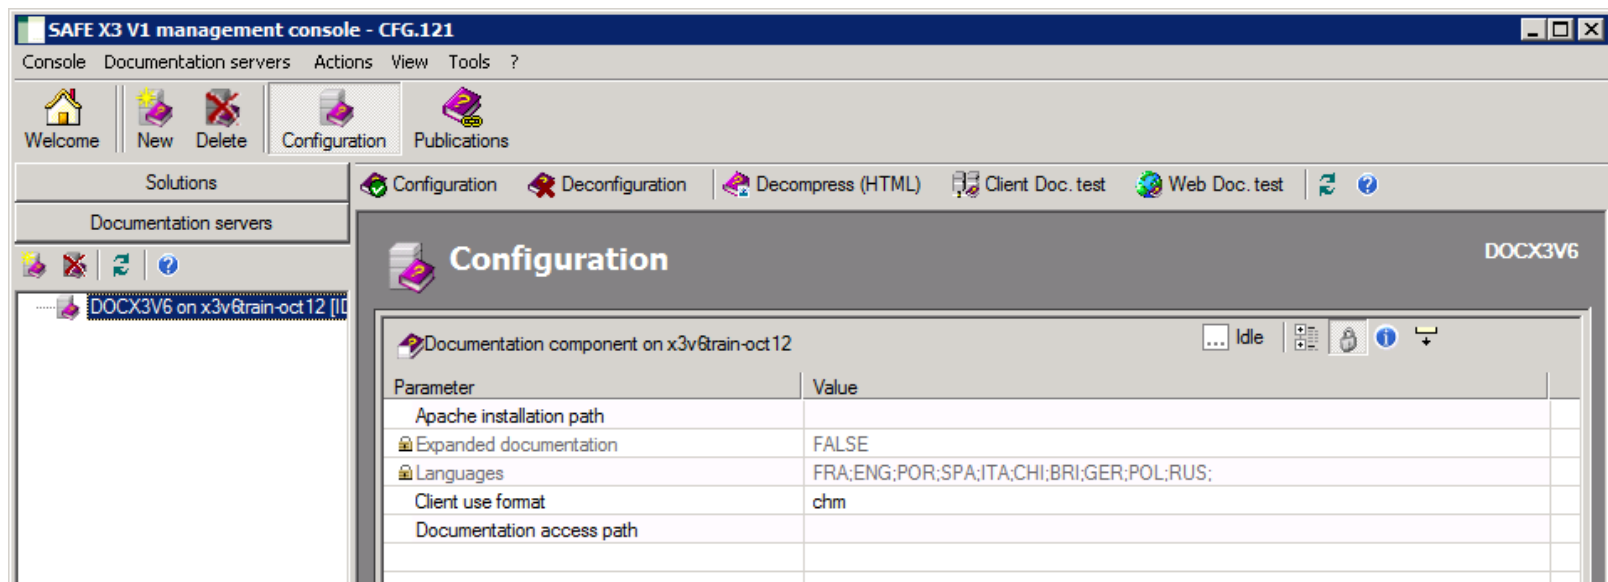 SAFE X3 V1 management console - CFG.121
Console Documentation servers Actions View Tools ?
Welcome New Delete Configuration Publications
Solutions
Documentation servers
Configuration Deconfiguration Decompress (HTML) Client Doc. test Web Doc. test
Configuration
DOCX3V6
DOCX3V6 on x3v6train-oct12 [ID
Documentation component on x3v6train-oct12
... Idle
Parameter Value
Apache installation path
Expanded documentation FALSE
Languages FRA;ENG;POR;SPA;ITA;CHI;BRI;GER;POL;RUS;
Client use format chm
Documentation access path